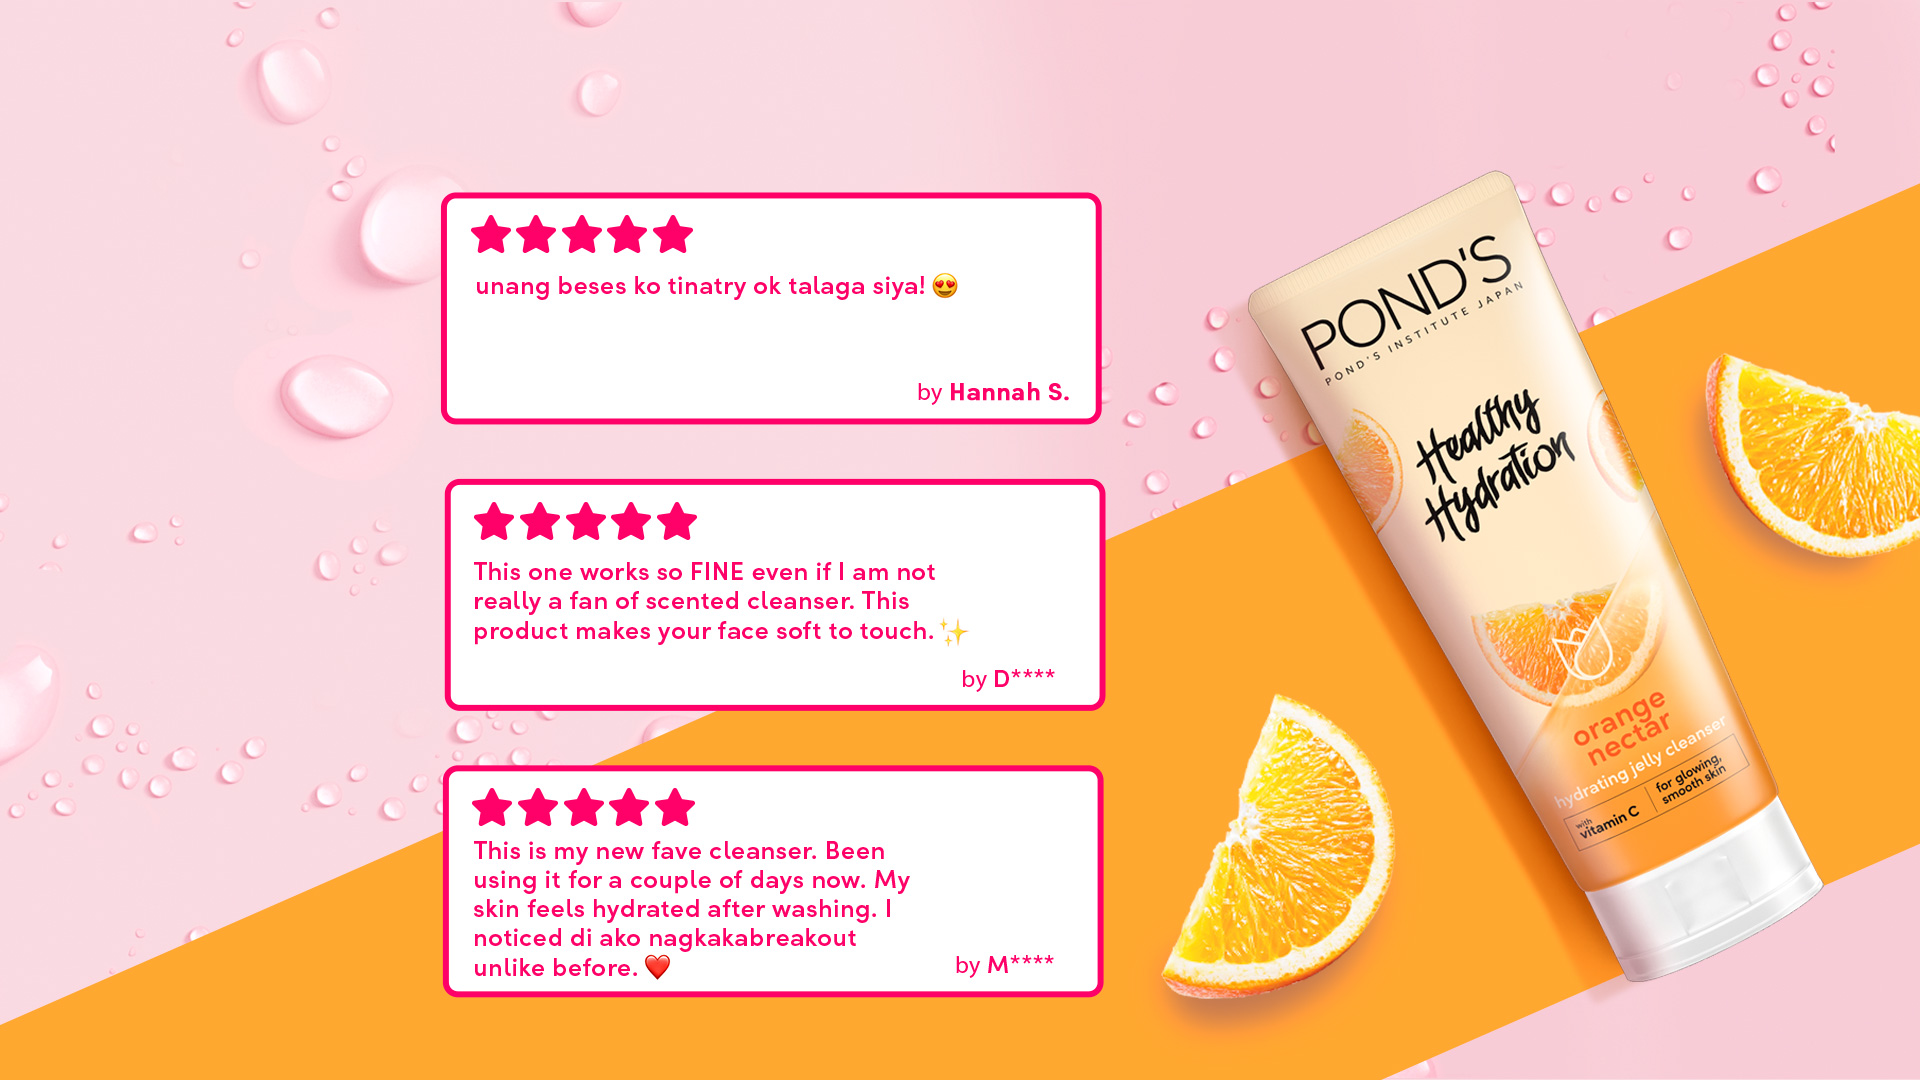 unang beses ko tinatry ok talaga siya! 😍
by Hannah S.
This one works so FINE even if I am not
really a fan of scented cleanser. This
product makes your face soft to touch. ✨
by D****
This is my new fave cleanser. Been
using it for a couple of days now. My
skin feels hydrated after washing. I
noticed di ako nagkakabreakout
unlike before. ❤️
by M****
POND'S
POND'S INSTITUTE JAPAN
Healthy
Hydration
orange
nectar
hydrating jelly cleanser
with
vitamin C
for glowing,
smooth skin